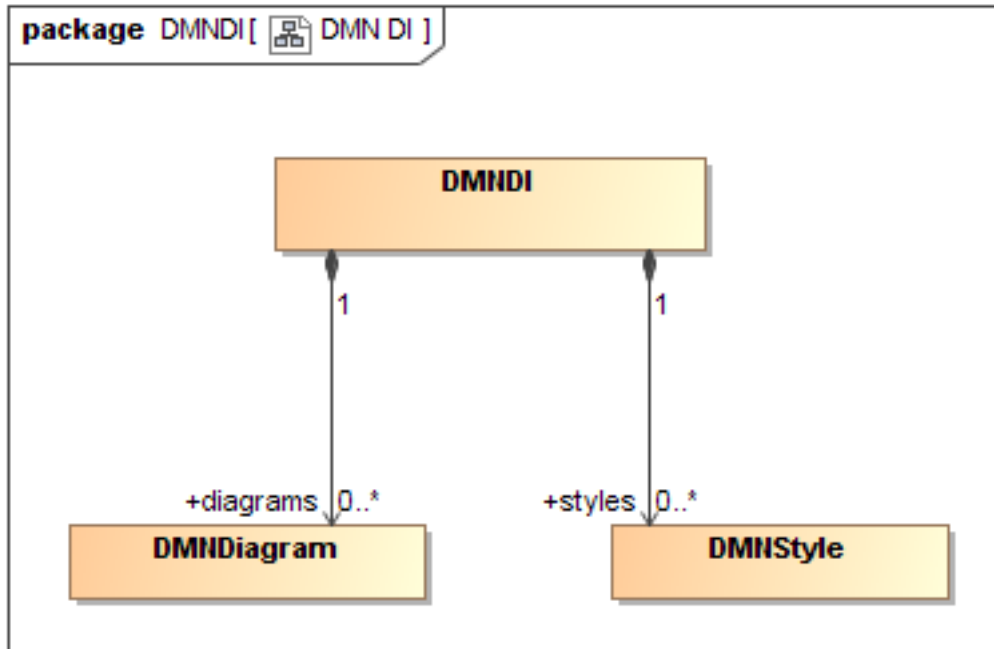 package DMNDI[ DMN DI ]
DMNDI
1 1
+diagrams 0..* +styles 0..*
DMNDiagram DMNStyle